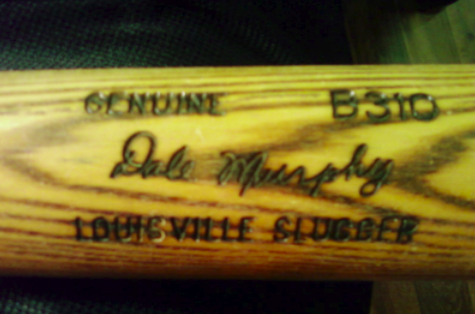 GENUINE B310
Dale Murphy
LOUISVILLE SLUGGER